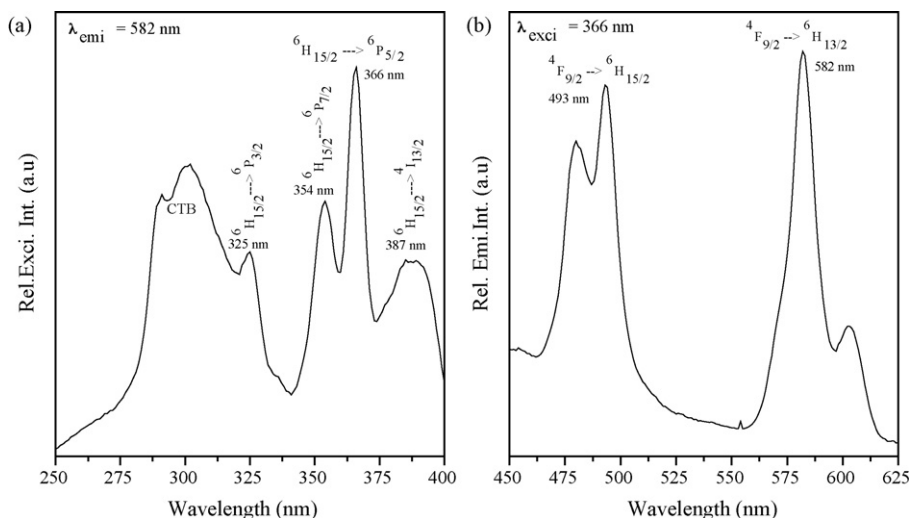 (a)
λemi = 582 nm
6H15/2 ---> 6P5/2
366 nm
6H15/2 ---> 6P7/2
354 nm
6H15/2 ---> 6P3/2
325 nm
6H15/2 ---> 4I13/2
387 nm
CTB
Rel.Exci. Int. (a.u)
250 275 300 325 350 375 400
Wavelength (nm)
(b)
λexci = 366 nm
4F9/2 --> 6H13/2
582 nm
4F9/2 --> 6H15/2
493 nm
Rel. Emi.Int. (a.u)
450 475 500 525 550 575 600 625
Wavelength (nm)